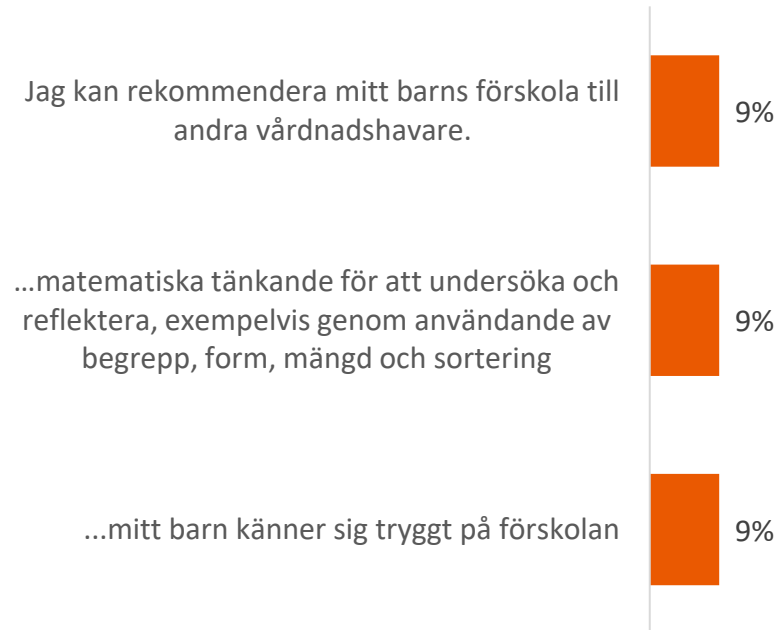 Jag kan rekommendera mitt barns förskola till
andra vårdnadshavare.
9%
…matematiska tänkande för att undersöka och
reflektera, exempelvis genom användande av
begrepp, form, mängd och sortering
9%
...mitt barn känner sig tryggt på förskolan
9%